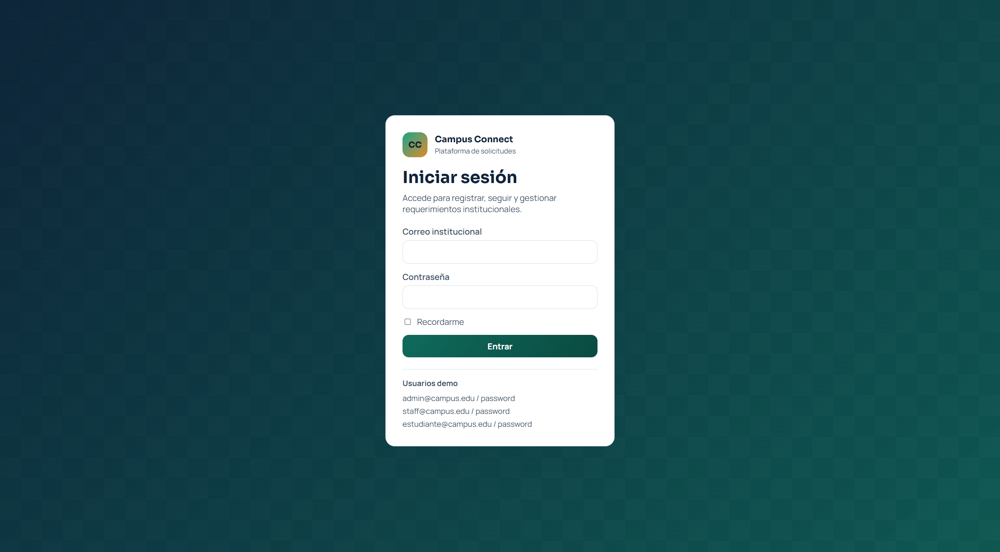 CC
Campus Connect
Plataforma de solicitudes
Iniciar sesión
Accede para registrar, seguir y gestionar
requerimientos institucionales.
Correo institucional
Contraseña
Recordarme
Entrar
Usuarios demo
admin@campus.edu / password
staff@campus.edu / password
estudiante@campus.edu / password